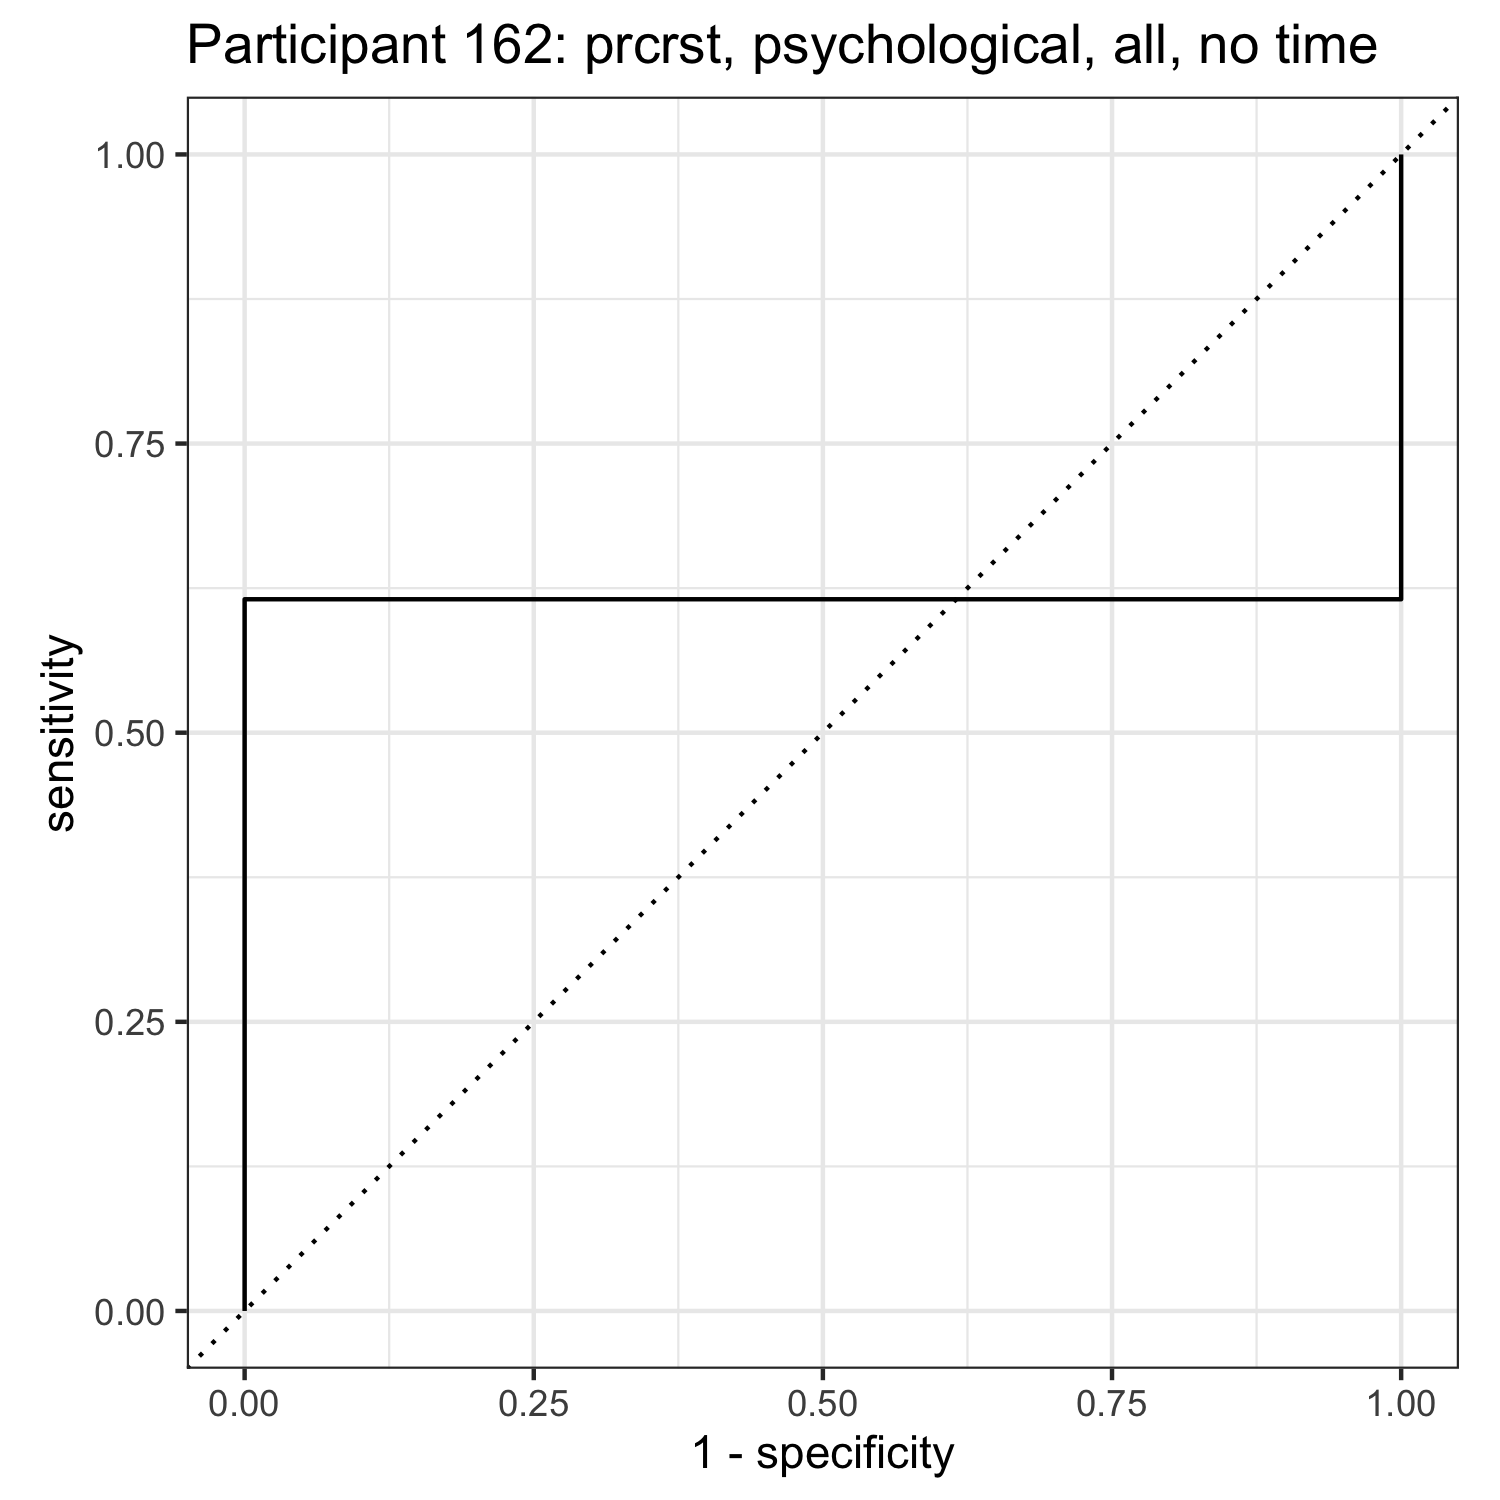 Participant 162: prcrst, psychological, all, no time
1.00
0.75
0.50
0.25
0.00
sensitivity
0.00 0.25 0.50 0.75 1.00
1 - specificity